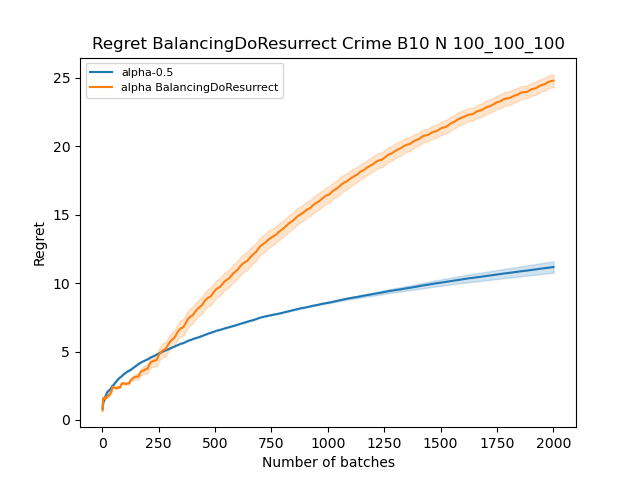 Regret BalancingDoResurrect Crime B10 N 100_100_100
alpha-0.5
alpha BalancingDoResurrect
25
20
15
10
5
0
Regret
0 250 500 750 1000 1250 1500 1750 2000
Number of batches